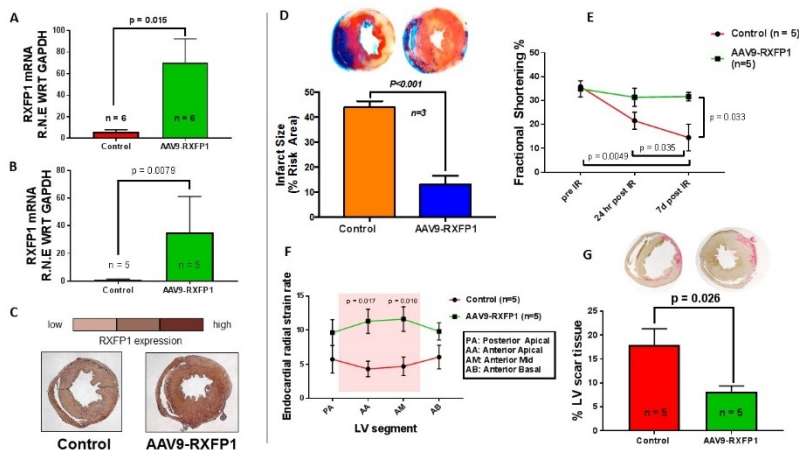 A
p = 0.015
RXFP1 mRNA
R.N.E WRT GAPDH
100
80
60
40
20
0
n = 6
n = 6
Control
AAV9-RXFP1
B
p = 0.0079
RXFP1 mRNA
R.N.E WRT GAPDH
80
60
40
20
0
n = 5
n = 5
Control
AAV9-RXFP1
C
low
high
RXFP1 expression
Control
AAV9-RXFP1
D
P<0.001
n=3
Infarct Size
(% Risk Area)
50
40
30
20
10
0
Control
AAV9-RXFP1
E
Control (n = 5)
AAV9-RXFP1
(n=5)
Fractional Shortening %
50
40
30
20
10
0
p = 0.033
p = 0.035
p = 0.0049
pre IR
24 hr post IR
7d post IR
F
Endocardial radial strain rate
20
15
10
5
0
p = 0.017
p = 0.018
Control (n=5)
AAV9-RXFP1 (n=5)
PA: Posterior Apical
AA: Anterior Apical
AM: Anterior Mid
AB: Anterior Basal
PA
AA
AM
AB
LV segment
G
p = 0.026
% LV scar tissue
25
20
15
10
5
0
n = 5
n = 5
Control
AAV9-RXFP1